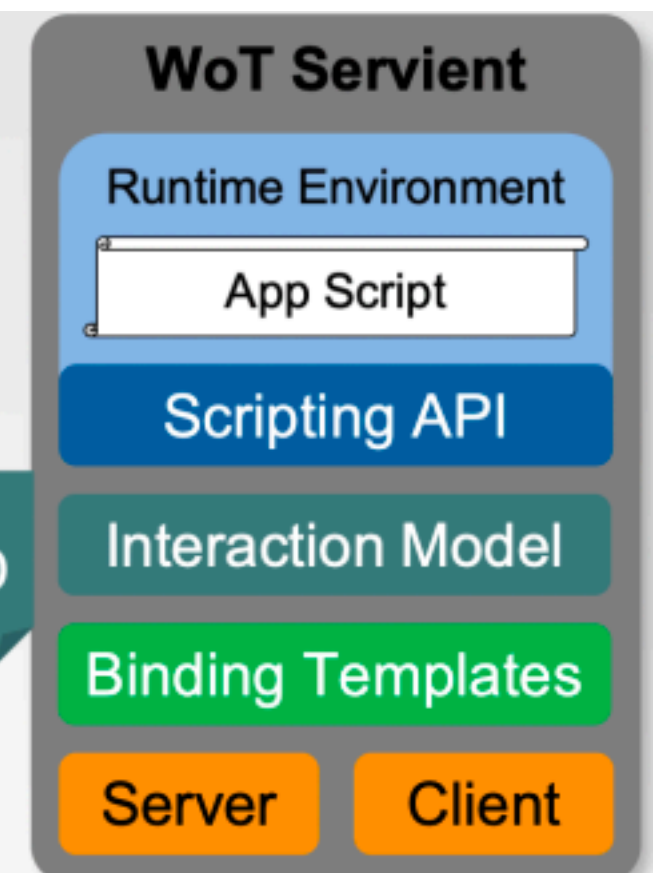 WoT Servient
Runtime Environment
App Script
Scripting API
Interaction Model
Binding Templates
Server
Client